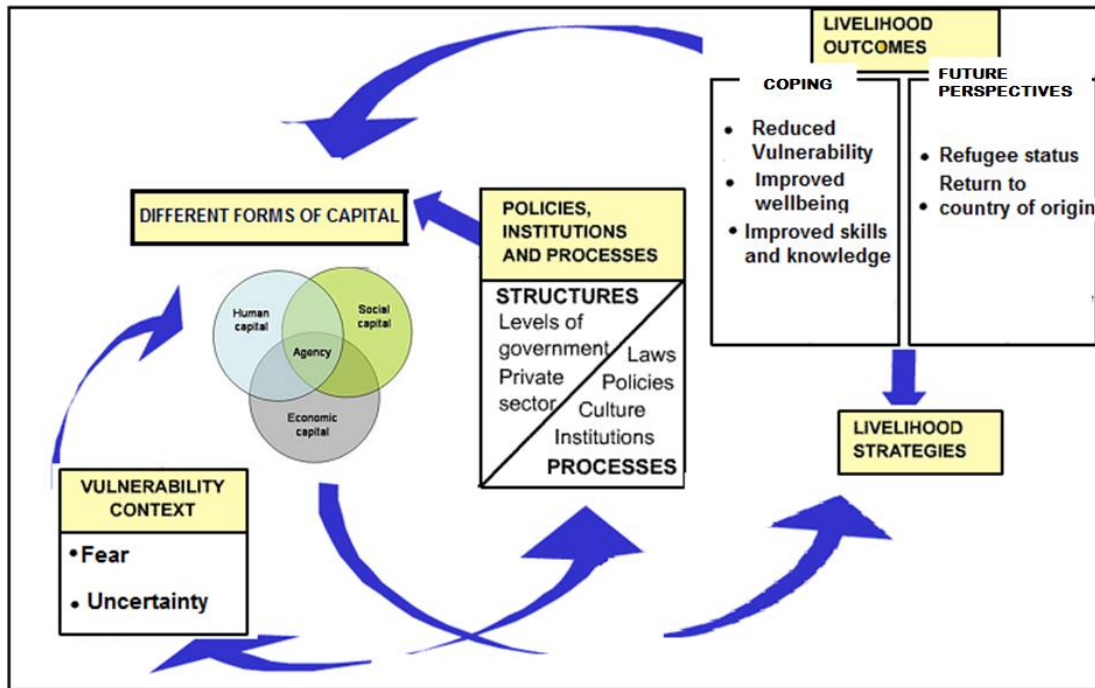 LIVELIHOOD
OUTCOMES
COPING
• Reduced
Vulnerability
• Improved
wellbeing
• Improved skills
and knowledge
FUTURE
PERSPECTIVES
• Refugee status
Return to
• country of origin
DIFFERENT FORMS OF CAPITAL
Human
capital
Social
capital
Agency
Economic
capital
POLICIES,
INSTITUTIONS
AND PROCESSES
STRUCTURES
Levels of
government
Private
sector
Laws
Policies
Culture
Institutions
PROCESSES
LIVELIHOOD
STRATEGIES
VULNERABILITY
CONTEXT
• Fear
• Uncertainty